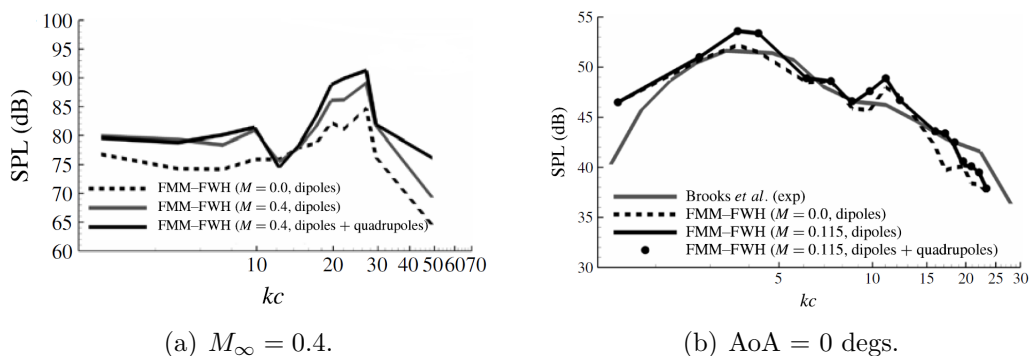 100
95
90
85
80
75
70
65
60
SPL (dB)
FMM–FWH (M = 0.0, dipoles)
FMM–FWH (M = 0.4, dipoles)
FMM–FWH (M = 0.4, dipoles + quadrupoles)
10 20 30 40 50 60 70
kc
(a) M∞ = 0.4.
55
50
45
40
35
30
SPL (dB)
Brooks et al. (exp)
FMM–FWH (M = 0.0, dipoles)
FMM–FWH (M = 0.115, dipoles)
FMM–FWH (M = 0.115, dipoles + quadrupoles)
5 10 15 20 25 30
kc
(b) AoA = 0 degs.